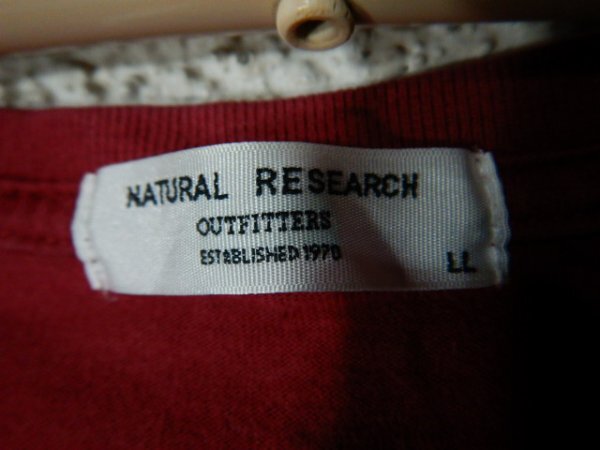 NATURAL RESEARCH
OUTFITTERS
ESTABLISHED 1970
LL